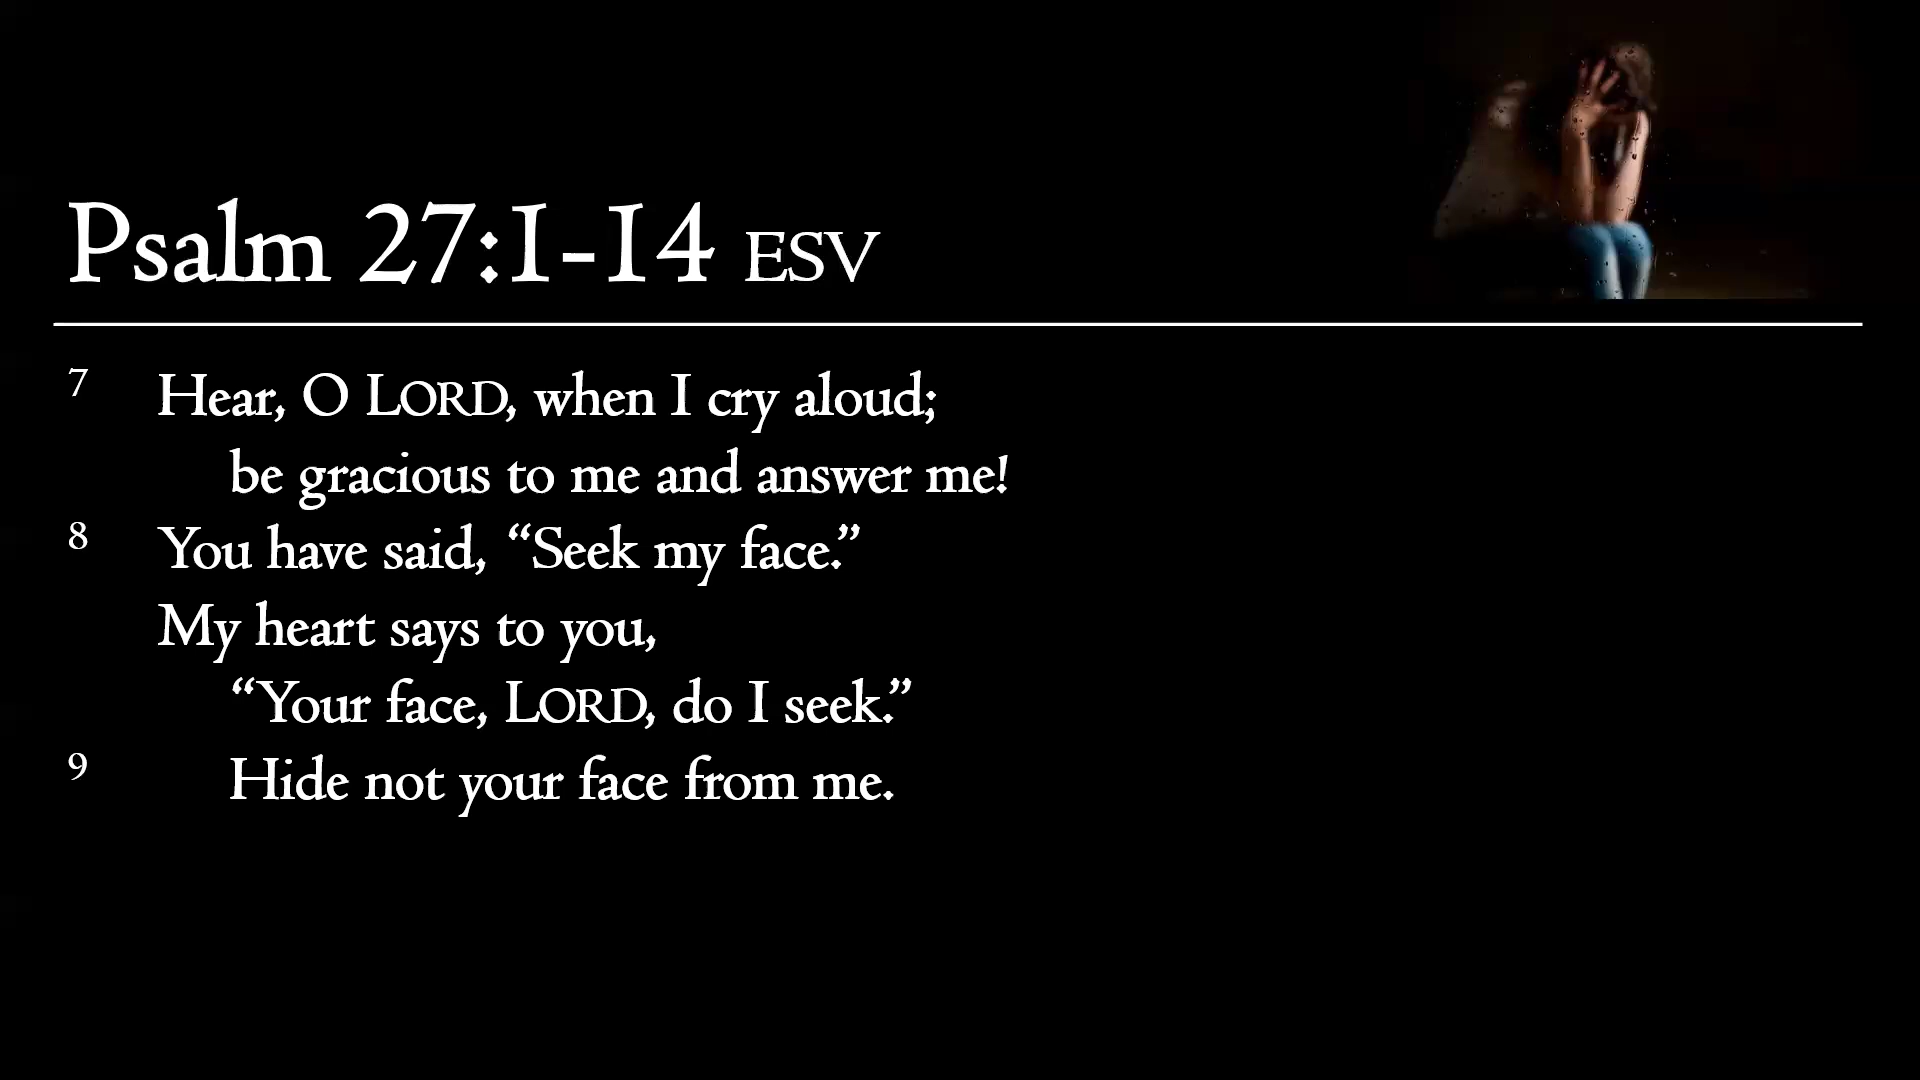 Psalm 27:1-14 ESV
7 Hear, O LORD, when I cry aloud;
be gracious to me and answer me!
8 You have said, “Seek my face.”
My heart says to you,
“Your face, LORD, do I seek.”
9 Hide not your face from me.